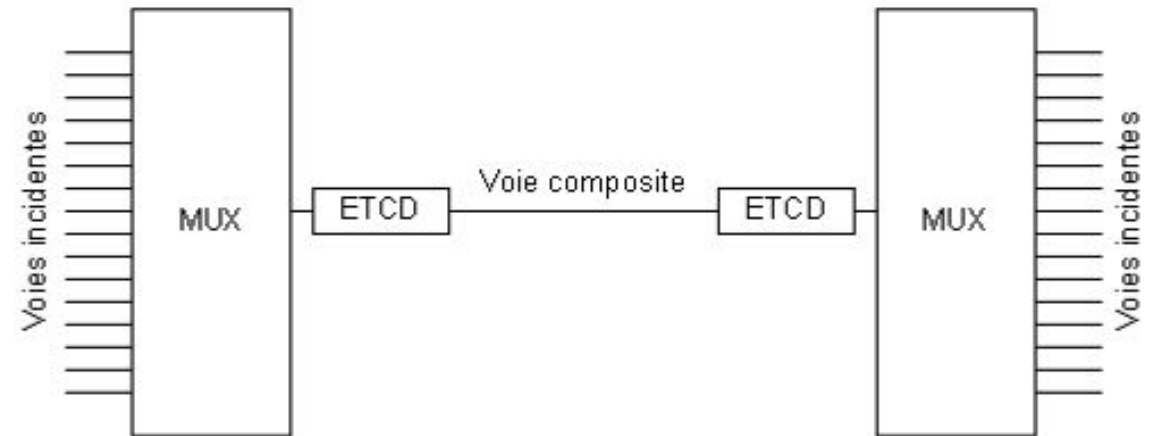 Voies incidentes
MUX
ETCD
Voie composite
ETCD
MUX
Voies incidentes